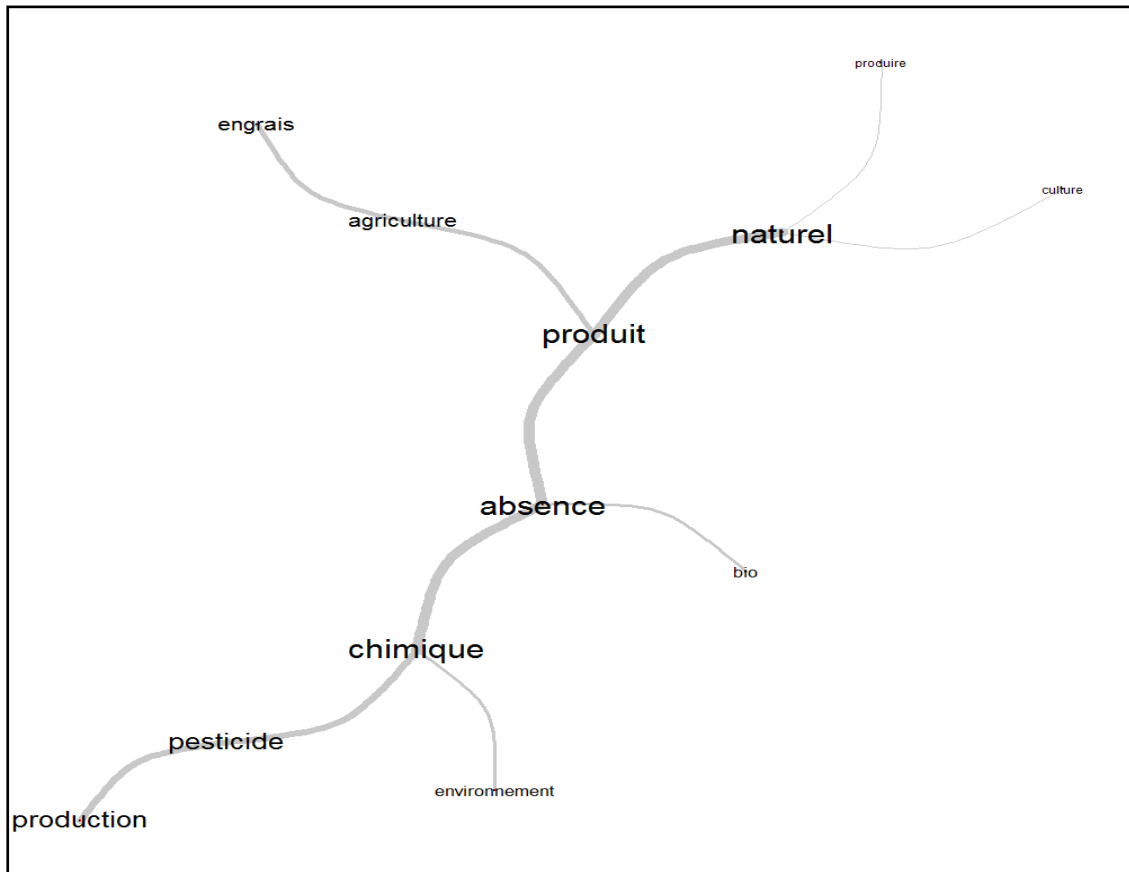 produire
engrais
culture
agriculture
naturel
produit
absence
bio
chimique
pesticide
environnement
production